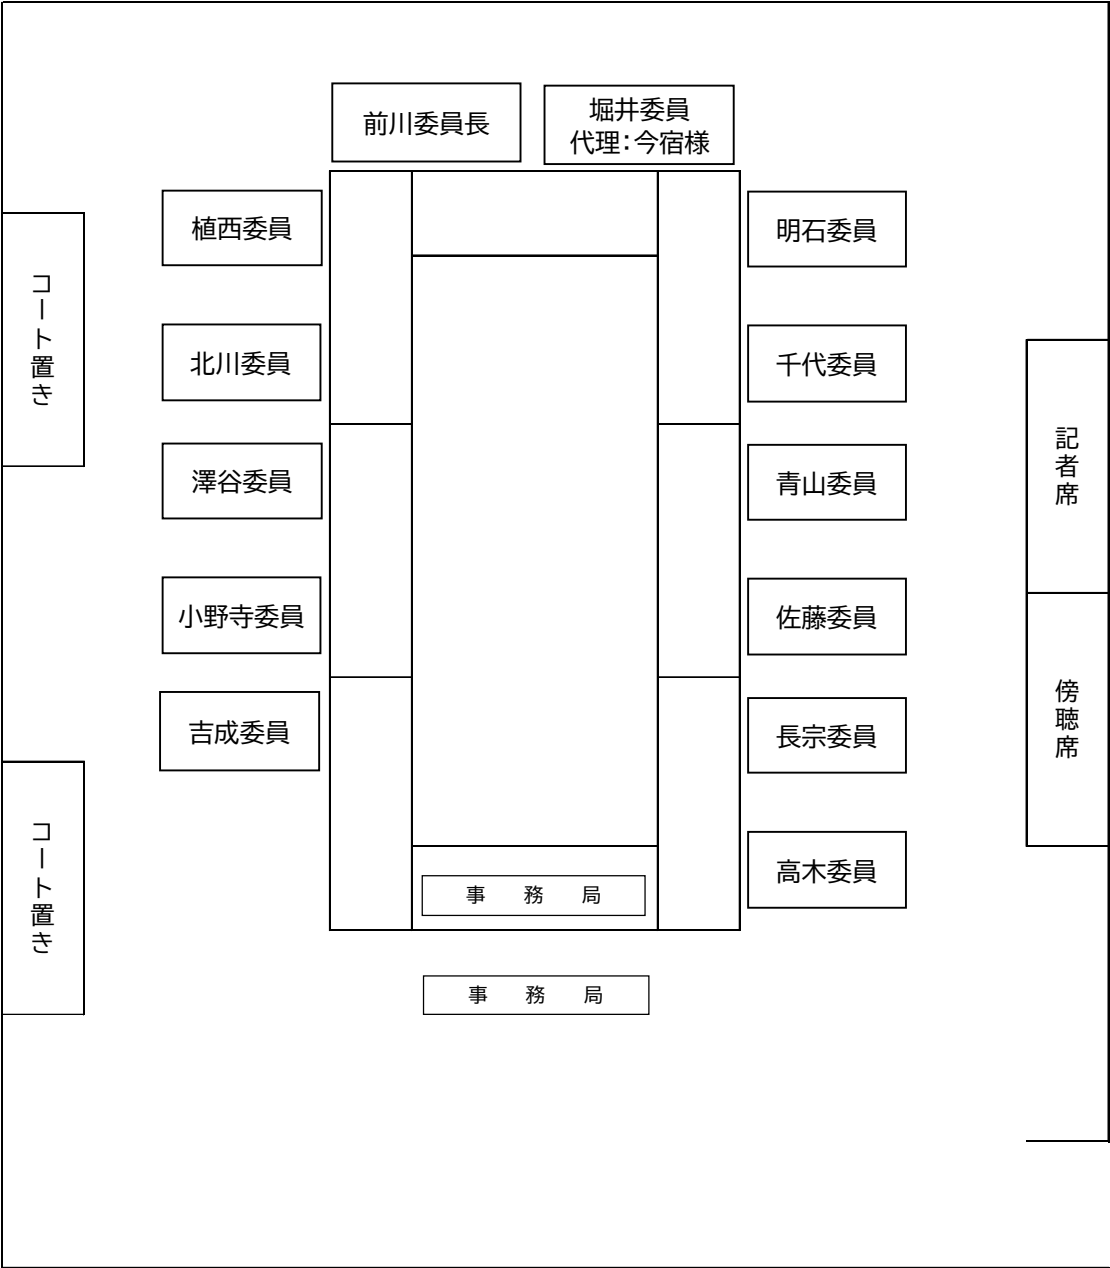 前川委員長
堀井委員
代理：今宿様
植西委員
明石委員
コート置き
北川委員
千代委員
記者席
澤谷委員
青山委員
小野寺委員
佐藤委員
傍聴席
吉成委員
長宗委員
コート置き
高木委員
事　務　局
事　務　局